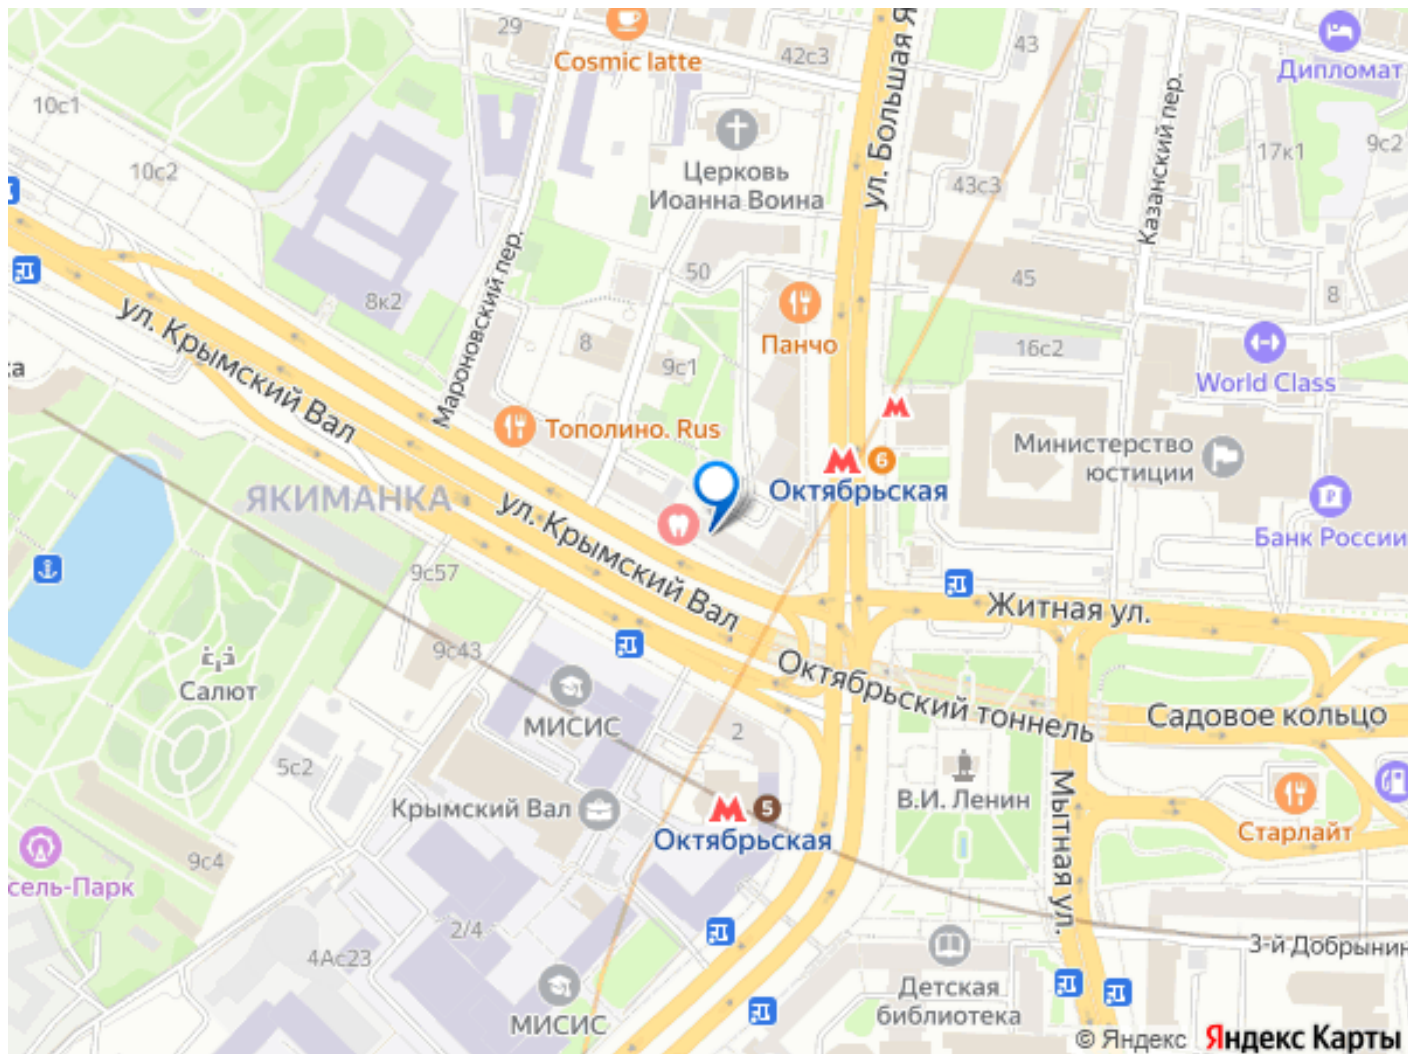 29
Cosmic latte
42с3
ул. Большая Я
43
Дипломат
10с1
10с2
Церковь
Иоанна Воина
43с3
Казанский пер.
17к1
9с2
Мароновский пер.
50
8к2
45
8
ул. Крымский Вал
8
9с1
Панчо
16с2
World Class
ка
Тополино. Rus
Министерство
юстиции
6
Октябрьская
ЯКИМАНКА
ул. Крымский Вал
Банк России
9с57
Житная ул.
9с43
Салют
МИСИС
Октябрьский тоннель
Садовое кольцо
2
5с2
Крымский Вал
5
Октябрьская
В.И. Ленин
Мытная ул.
Старлайт
9с4
сель-Парк
2/4
4Ас23
3-й Добрынин
Детская
библиотека
МИСИС
© Яндекс Яндекс Карты